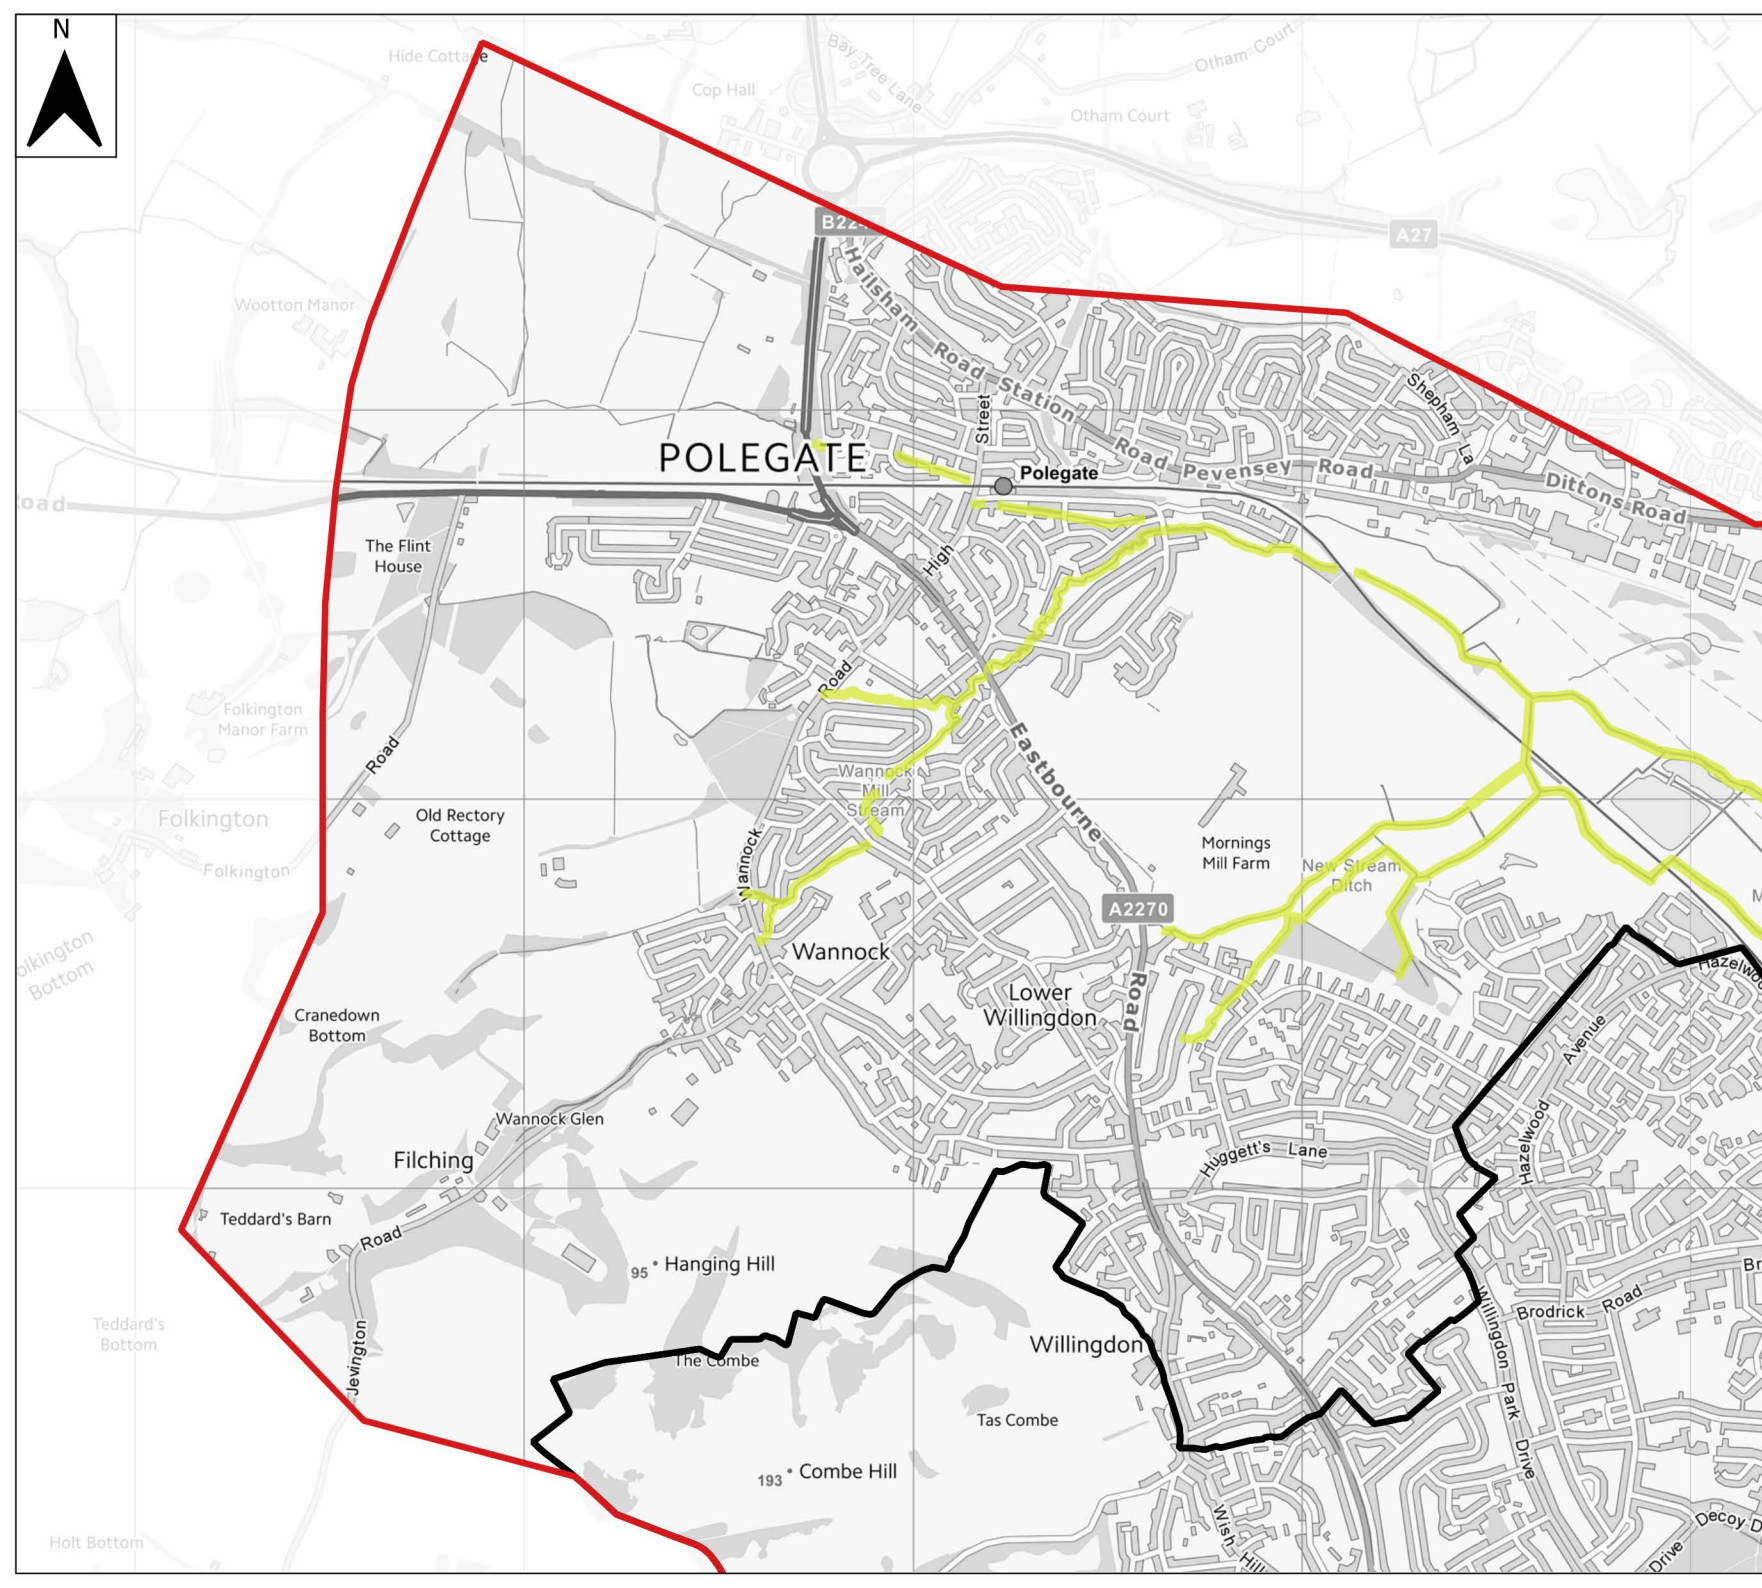 N
Hide Cottage
Bay Tree Lane
Otham Court
Cop Hall
Otham Court
A27
Wootton Manor
Hailsham
Road
Station
Road
Pevensey
Road
Shepham La
Dittons Road
Street
POLEGATE
Polegate
The Flint
House
High
Road
Folkington
Manor Farm
Road
Eastbourne
Wannock
Mill
Stream
Folkington
Old Rectory
Cottage
Mornings
Mill Farm
New Stream
Ditch
Folkington
Wannock
A2270
Wannock
Bottom
Lower
Willingdon
Road
Cranedown
Bottom
Avenue
Wannock Glen
Hazelwood
Filching
Huggett's Lane
Teddard's Barn
Road
95
Hanging Hill
Brodrick Road
Teddard's
Bottom
Jevington
The Combe
Willingdon
Willingdon Park Drive
Tas Combe
193
Combe Hill
Wish Hill
Decoy D
Drive
Holt Bottom